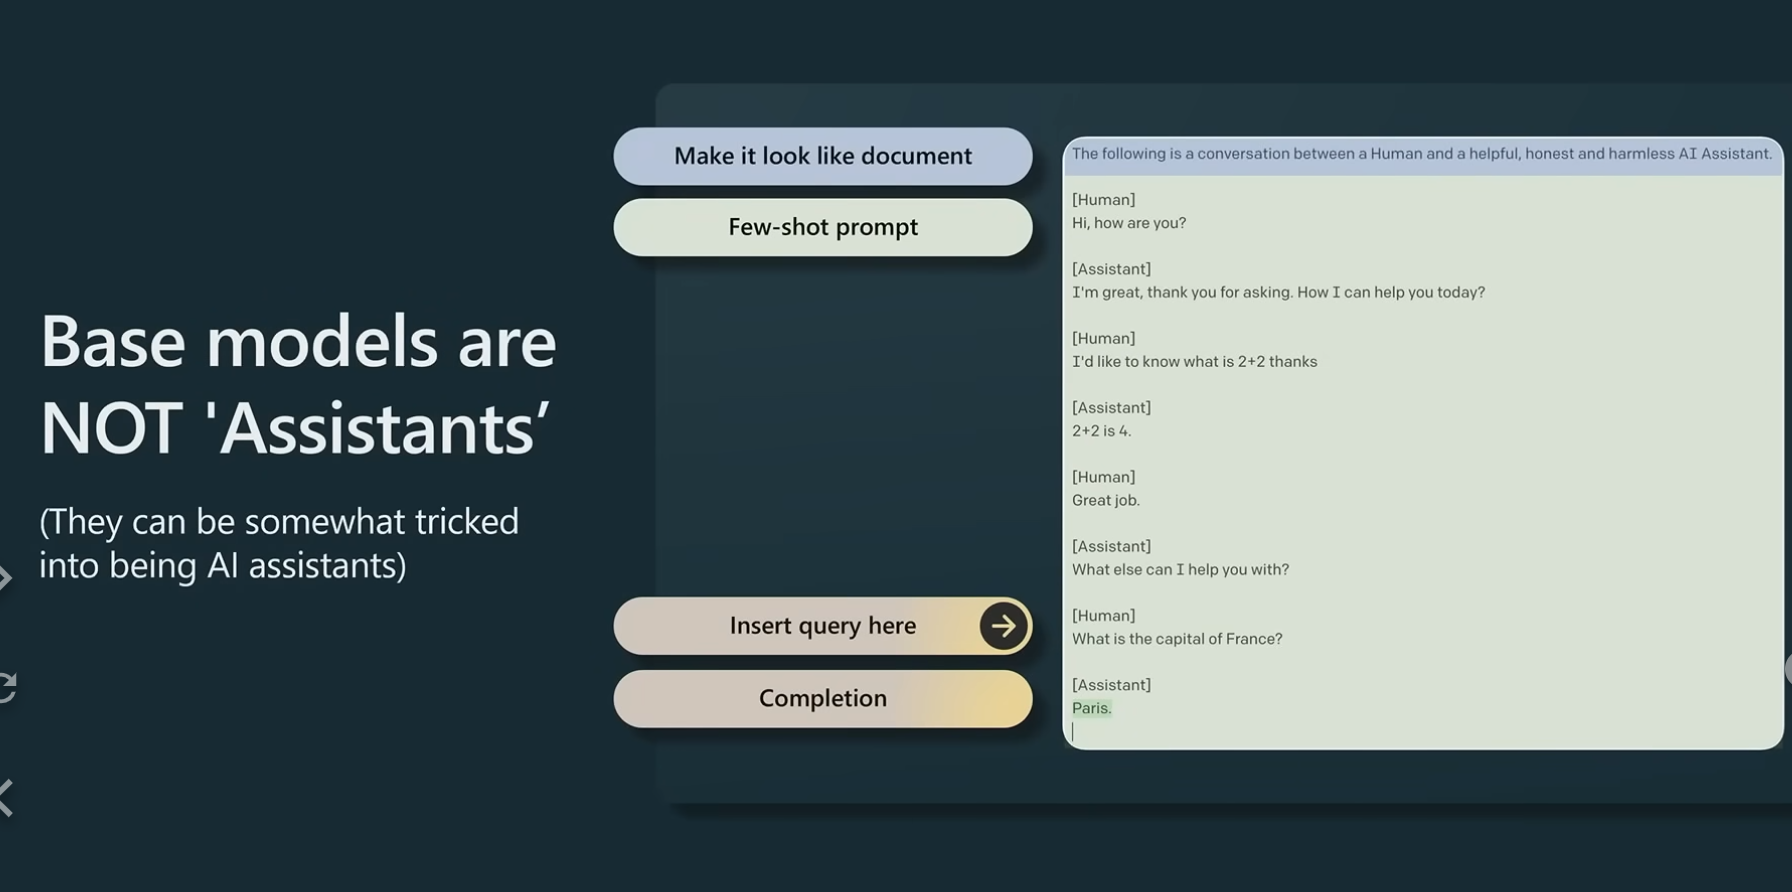 Base models are
NOT 'Assistants’
(They can be somewhat tricked
into being AI assistants)
Make it look like document
Few-shot prompt
Insert query here
Completion
The following is a conversation between a Human and a helpful, honest and harmless AI Assistant.
[Human]
Hi, how are you?
[Assistant]
I'm great, thank you for asking. How I can help you today?
[Human]
I'd like to know what is 2+2 thanks
[Assistant]
2+2 is 4.
[Human]
Great job.
[Assistant]
What else can I help you with?
[Human]
What is the capital of France?
[Assistant]
Paris.